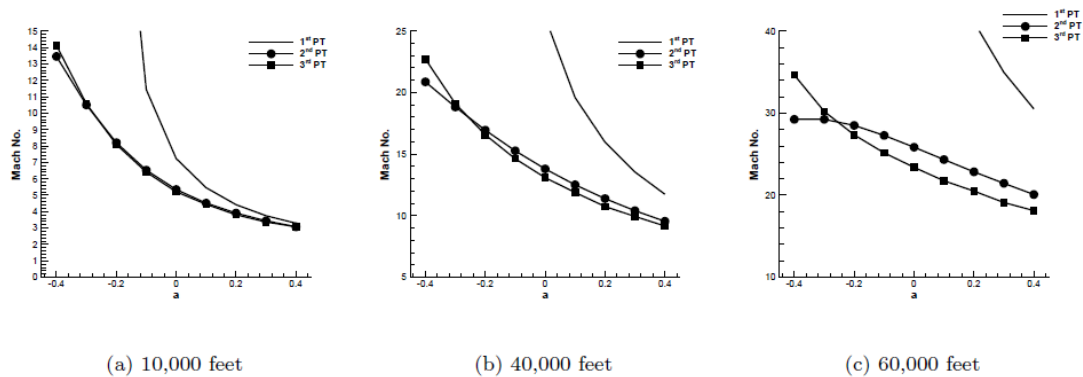 15
14
13
12
11
10
9
8
7
6
5
4
3
2
1
0
Mach No.
-0.4 -0.2 0 0.2 0.4
a
1st PT
2nd PT
3rd PT
(a) 10,000 feet
25
20
15
10
5
Mach No.
-0.4 -0.2 0 0.2 0.4
a
1st PT
2nd PT
3rd PT
(b) 40,000 feet
40
30
20
10
Mach No.
-0.4 -0.2 0 0.2 0.4
a
1st PT
2nd PT
3rd PT
(c) 60,000 feet